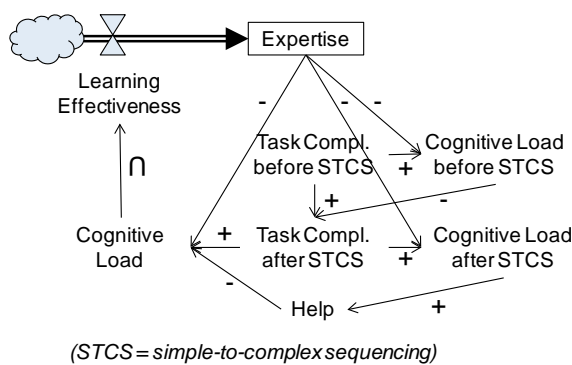 Expertise
Learning
Effectiveness
-
-
-
Task Compl.
before STCS
+
Cognitive Load
before STCS
∩
+
-
Cognitive
Load
+
Task Compl.
after STCS
+
Cognitive Load
after STCS
-
Help
+
(STCS = simple-to-complex sequencing)